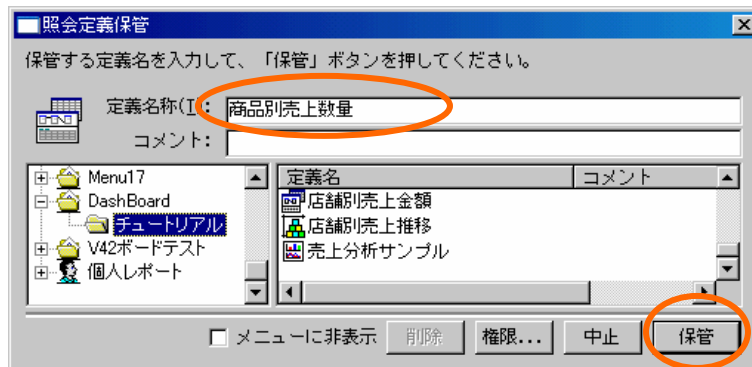 照会定義保管
保管する定義名を入力して、「保管」ボタンを押してください。
定義名称(I): 商品別売上数量
コメント:
Menu17
DashBoard
チュートリアル
V42ボードテスト
個人レポート
定義名 コメント
店舗別売上金額
店舗別売上推移
売上分析サンプル
メニューに非表示 削除 権限... 中止 保管